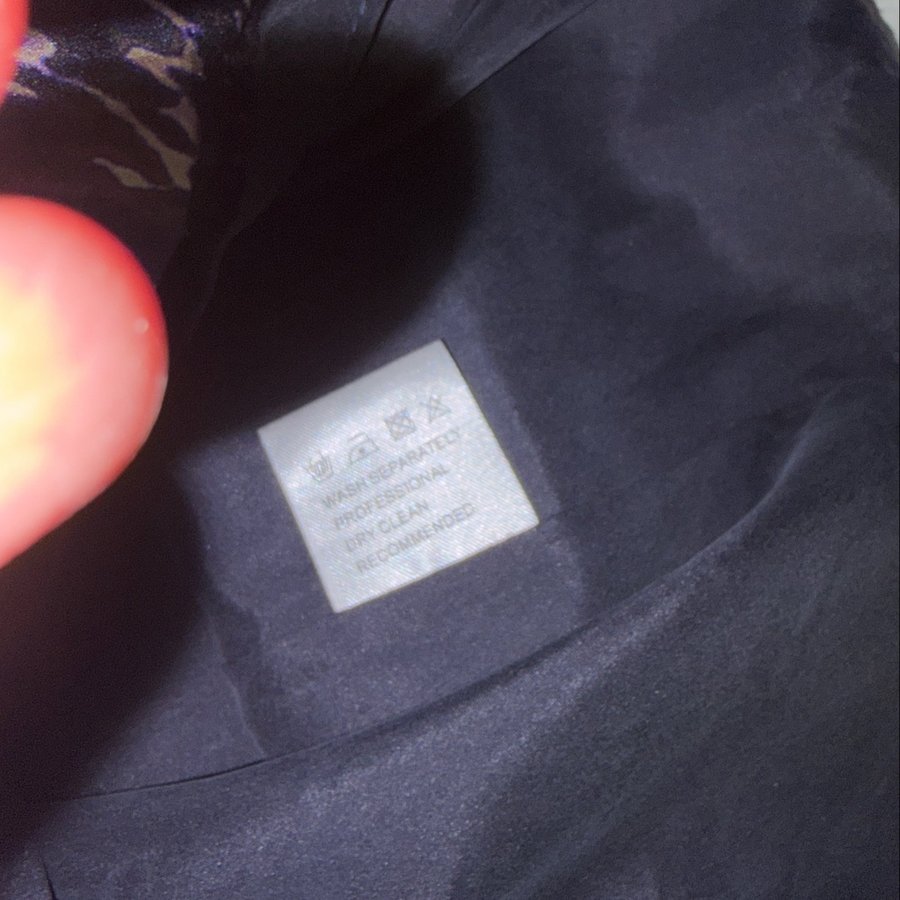 WASH SEPARATELY
PROFESSIONAL
DRY CLEAN
RECOMMENDED